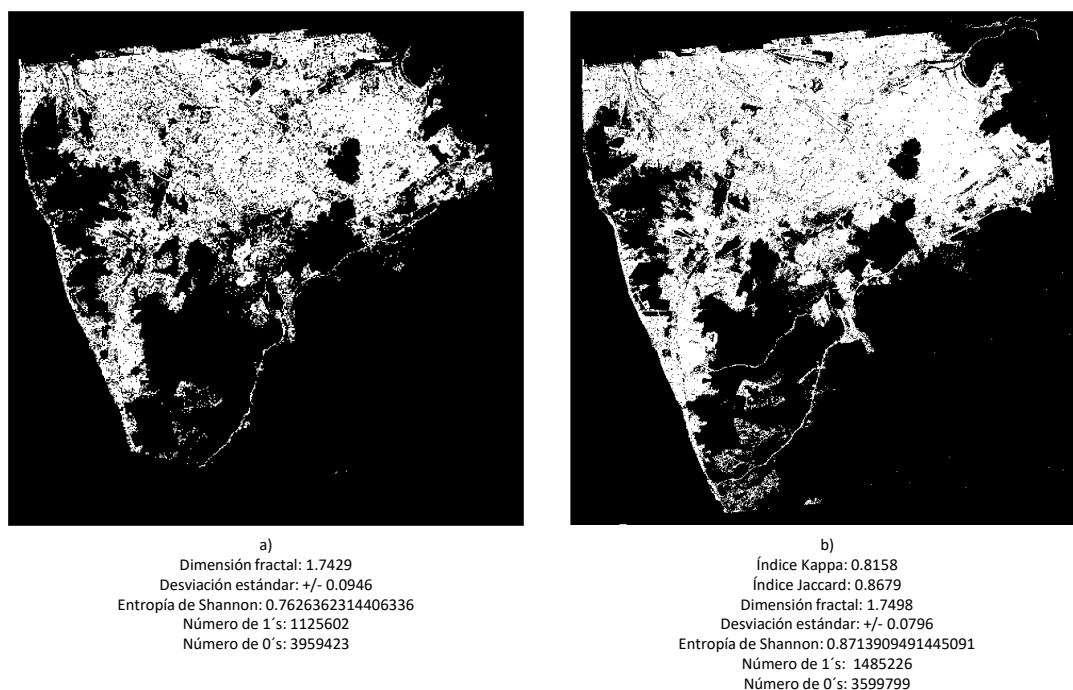 a)
Dimensión fractal: 1.7429
Desviación estándar: +/- 0.0946
Entropía de Shannon: 0.7626362314406336
Número de 1´s: 1125602
Número de 0´s: 3959423
b)
Índice Kappa: 0.8158
Índice Jaccard: 0.8679
Dimensión fractal: 1.7498
Desviación estándar: +/- 0.0796
Entropía de Shannon: 0.8713909491445091
Número de 1´s: 1485226
Número de 0´s: 3599799